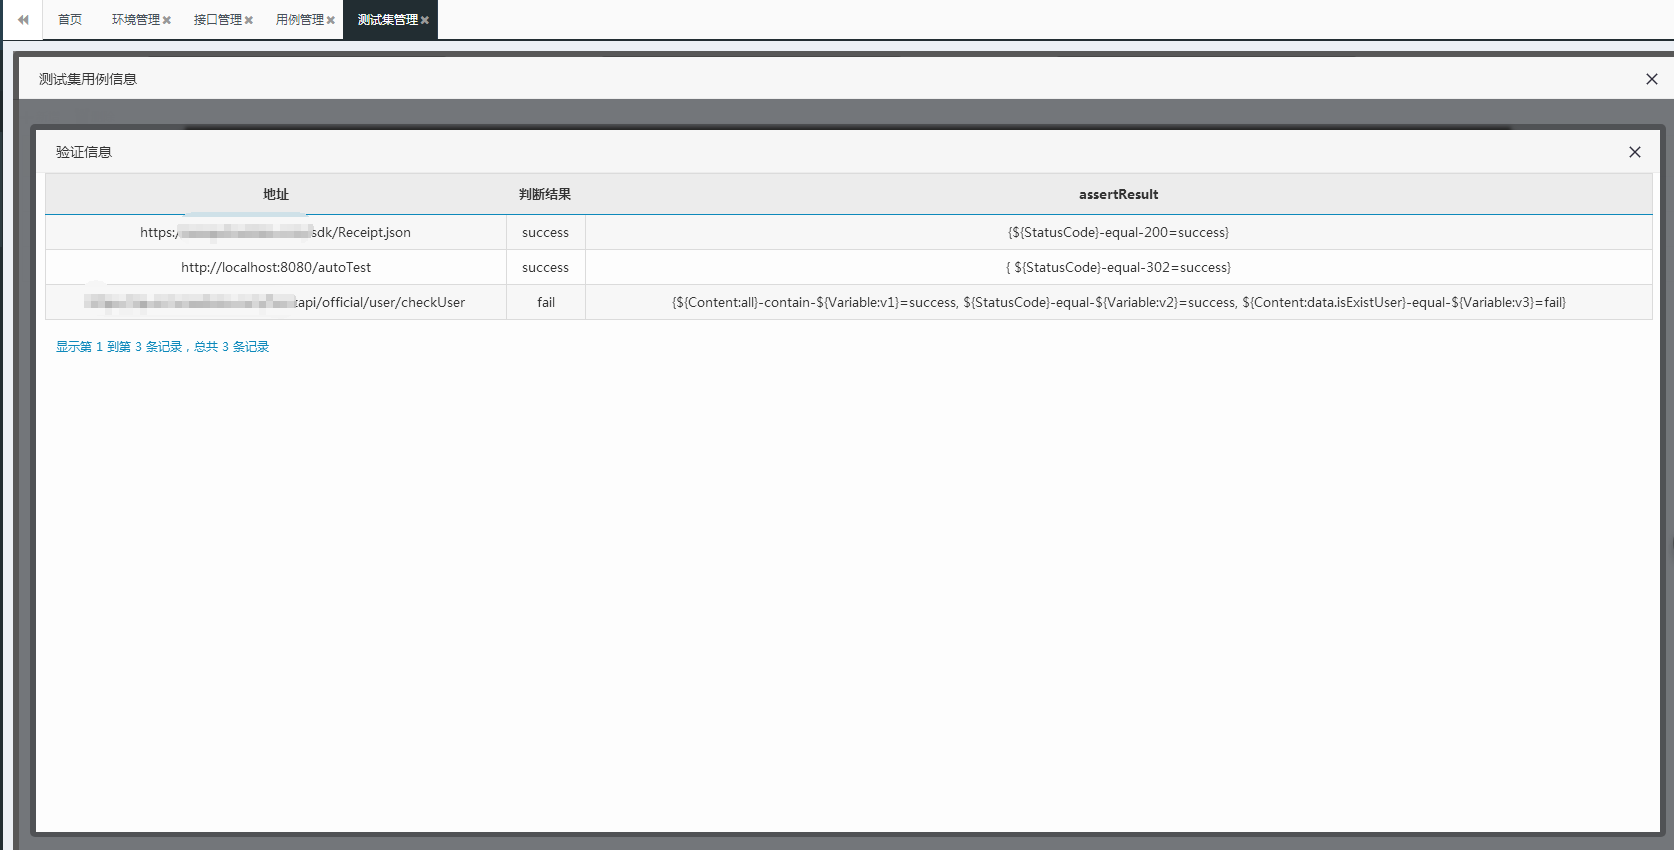 首页 环境管理 接口管理 用例管理 测试集管理
测试集用例信息
验证信息
地址 判断结果 assertResult
https:/ sdk/Receipt.json success {${StatusCode}-equal-200=success}
http://localhost:8080/autoTest success { ${StatusCode}-equal-302=success}
api/official/user/checkUser fail {${Content:all}-contain-${Variable:v1}=success, ${StatusCode}-equal-${Variable:v2}=success, ${Content:data.isExistUser}-equal-${Variable:v3}=fail}
显示第 1 到第 3 条记录，总共 3 条记录